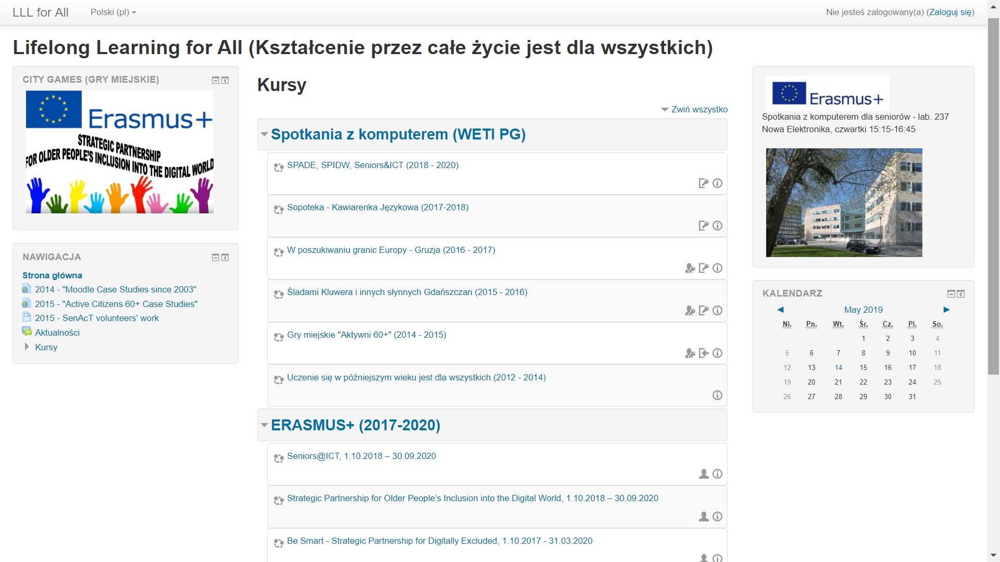 LLL for All
Polski (pl)
Nie jesteś zalogowany(a) (Zaloguj się)
Lifelong Learning for All (Kształcenie przez całe życie jest dla wszystkich)
CITY GAMES (GRY MIEJSKIE)
Erasmus+
STRATEGIC PARTNERSHIP
FOR OLDER PEOPLE'S INCLUSION INTO THE DIGITAL WORLD
NAWIGACJA
Strona główna
2014 - "Moodle Case Studies since 2003"
2015 - "Active Citizens 60+ Case Studies"
2015 - SenAcT volunteers' work
Aktualności
Kursy
Kursy
Zwiń wszystko
Spotkania z komputerem (WETI PG)
SPADE, SPIDW, Seniors&ICT (2018 - 2020)
Sopoteka - Kawiarenka Językowa (2017-2018)
W poszukiwaniu granic Europy - Gruzja (2016 - 2017)
Śladami Kluwera i innych słynnych Gdańszczan (2015 - 2016)
Gry miejskie "Aktywni 60+" (2014 - 2015)
Uczenie się w późniejszym wieku jest dla wszystkich (2012 - 2014)
ERASMUS+ (2017-2020)
Seniors@ICT, 1.10.2018 – 30.09.2020
Strategic Partnership for Older People’s Inclusion into the Digital World, 1.10.2018 – 30.09.2020
Be Smart - Strategic Partnership for Digitally Excluded, 1.10.2017 - 31.03.2020
Erasmus+
Spotkania z komputerem dla seniorów - lab. 237
Nowa Elektronika, czwartki 15:15-16:45
KALENDARZ
◄ May 2019 ►
Ni. Pn. Wt. Śr. Cz. Pi. So.
1 2 3 4
5 6 7 8 9 10 11
12 13 14 15 16 17 18
19 20 21 22 23 24 25
26 27 28 29 30 31